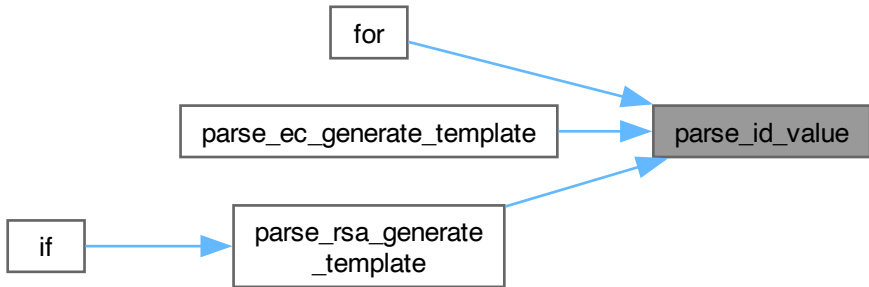 for
parse_ec_generate_template
parse_id_value
if
parse_rsa_generate
_template